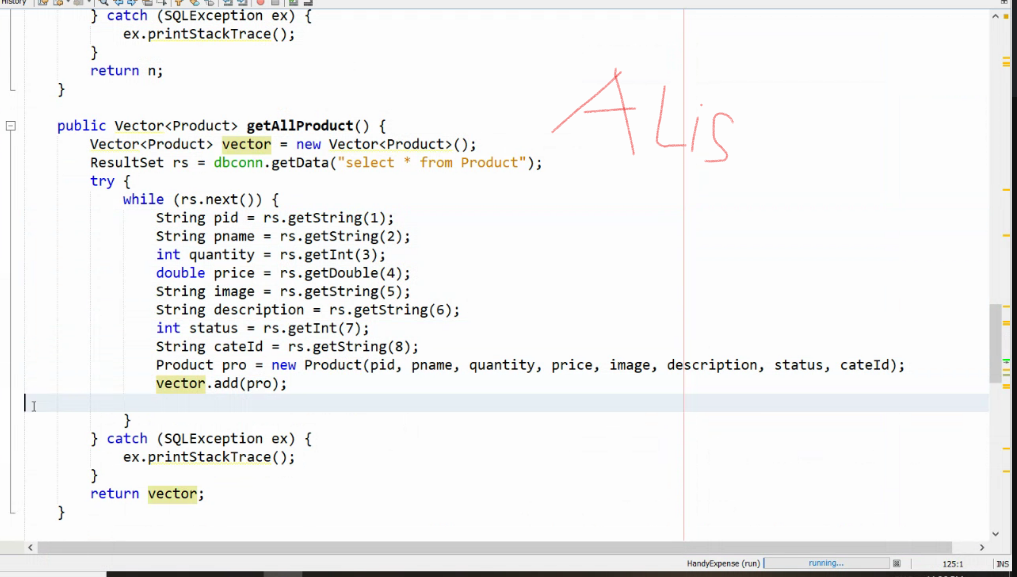 History
} catch (SQLException ex) {
ex.printStackTrace();
}
return n;
}
ALis
public Vector<Product> getAllProduct() {
Vector<Product> vector = new Vector<Product>();
ResultSet rs = dbconn.getData("select * from Product");
try {
while (rs.next()) {
String pid = rs.getString(1);
String pname = rs.getString(2);
int quantity = rs.getInt(3);
double price = rs.getDouble(4);
String image = rs.getString(5);
String description = rs.getString(6);
int status = rs.getInt(7);
String cateId = rs.getString(8);
Product pro = new Product(pid, pname, quantity, price, image, description, status, cateId);
vector.add(pro);
}
} catch (SQLException ex) {
ex.printStackTrace();
}
return vector;
}
HandyExpense (run) running... 125:1 INS